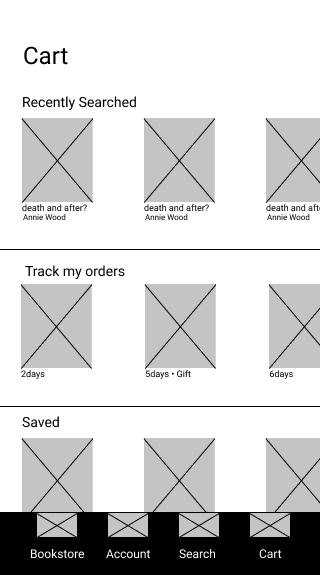 Cart
Recently Searched
death and after?
Annie Wood
death and after?
Annie Wood
death and afte
Annie Wood
Track my orders
2days
5days • Gift
6days
Saved
Bookstore
Account
Search
Cart